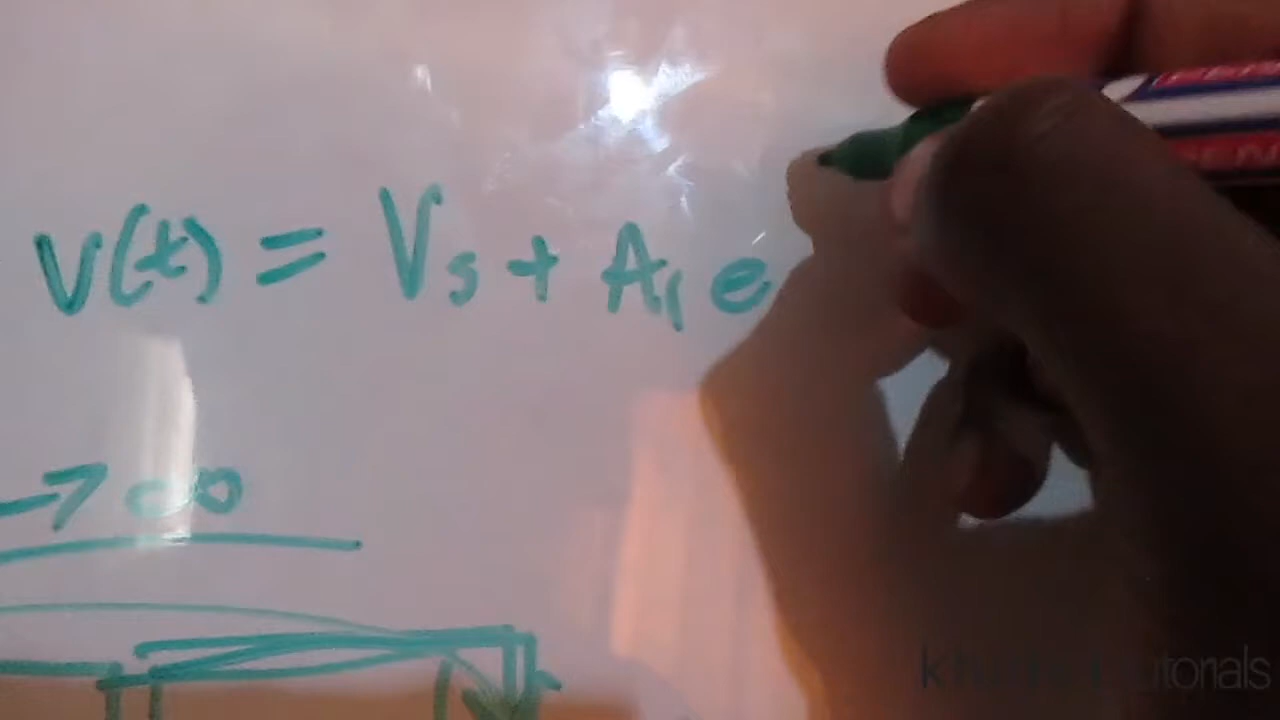 V(t) = Vs + A1 e
→ ∞